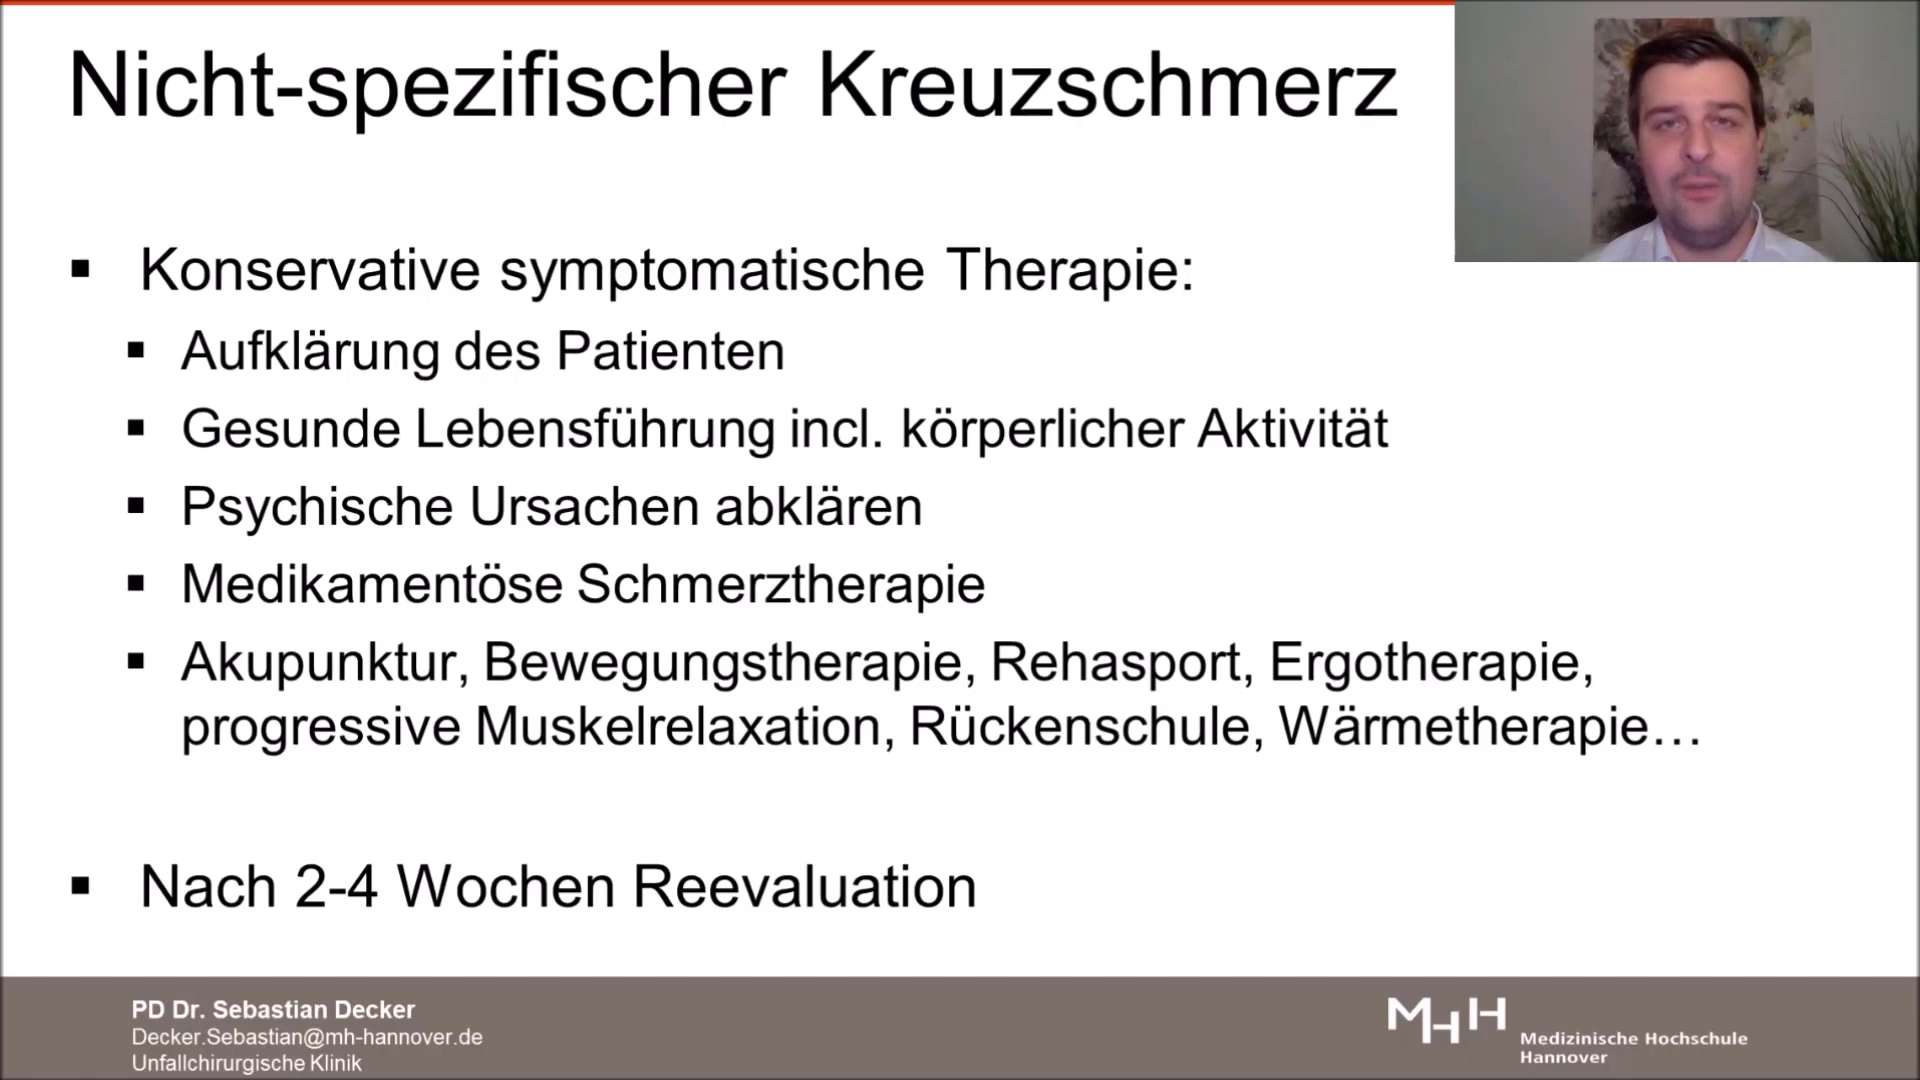 Nicht-spezifischer Kreuzschmerz
▪ Konservative symptomatische Therapie:
▪ Aufklärung des Patienten
▪ Gesunde Lebensführung incl. körperlicher Aktivität
▪ Psychische Ursachen abklären
▪ Medikamentöse Schmerztherapie
▪ Akupunktur, Bewegungstherapie, Rehasport, Ergotherapie,
progressive Muskelrelaxation, Rückenschule, Wärmetherapie…
▪ Nach 2-4 Wochen Reevaluation
PD Dr. Sebastian Decker
Decker.Sebastian@mh-hannover.de
Unfallchirurgische Klinik
MHH
Medizinische Hochschule
Hannover